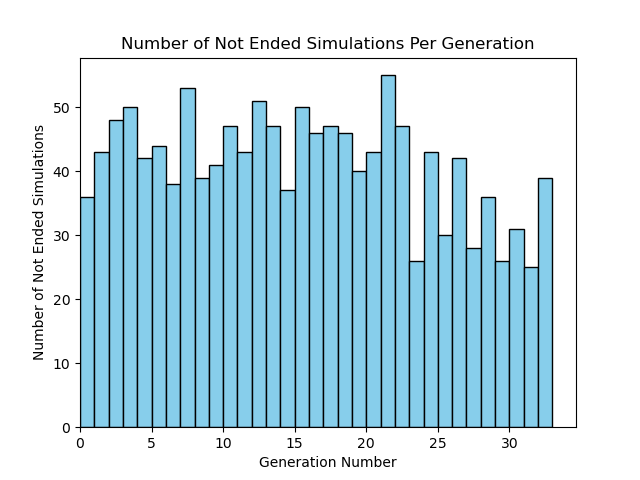 Number of Not Ended Simulations Per Generation
Number of Not Ended Simulations
50
40
30
20
10
0
0 5 10 15 20 25 30
Generation Number